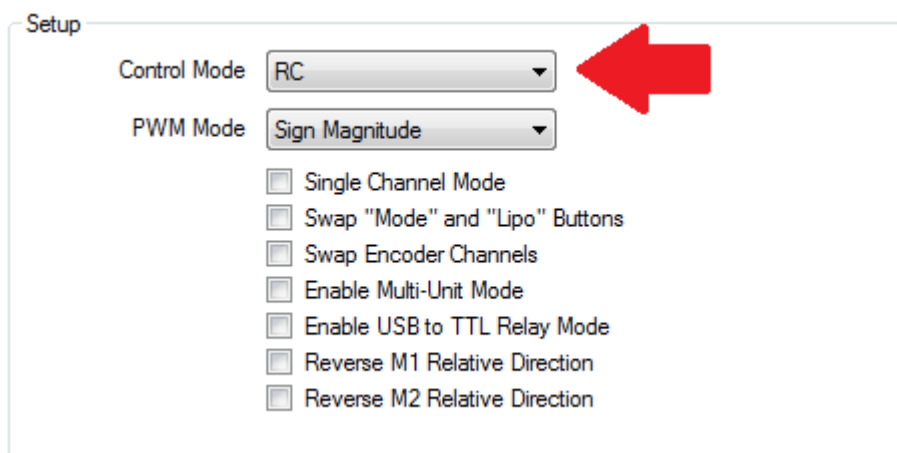 Setup
Control Mode RC
PWM Mode Sign Magnitude
Single Channel Mode
Swap "Mode" and "Lipo" Buttons
Swap Encoder Channels
Enable Multi-Unit Mode
Enable USB to TTL Relay Mode
Reverse M1 Relative Direction
Reverse M2 Relative Direction